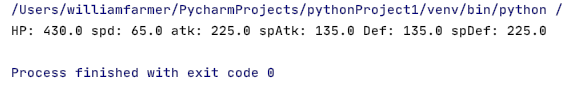 /Users/williamfarmer/PycharmProjects/pythonProject1/venv/bin/python /
HP: 430.0 spd: 65.0 atk: 225.0 spAtk: 135.0 Def: 135.0 spDef: 225.0
Process finished with exit code 0